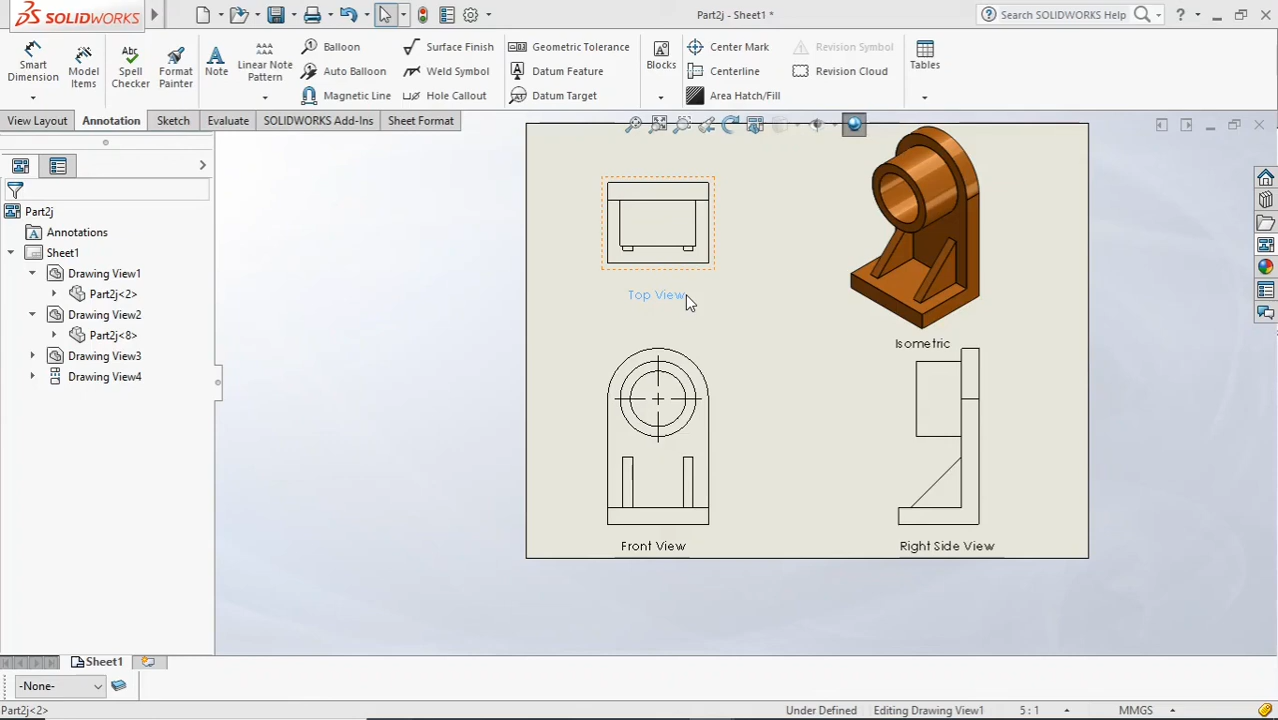 3S SOLIDWORKS
Part2j - Sheet1 *
Search SOLIDWORKS Help
?
Smart Dimension
Model Items
Spell Checker
Format Painter
Note
Linear Note Pattern
Balloon
Auto Balloon
Magnetic Line
Surface Finish
Weld Symbol
Hole Callout
Geometric Tolerance
Datum Feature
Datum Target
Blocks
Center Mark
Centerline
Area Hatch/Fill
Revision Symbol
Revision Cloud
Tables
View Layout
Annotation
Sketch
Evaluate
SOLIDWORKS Add-Ins
Sheet Format
Part2j
Annotations
Sheet1
Drawing View1
Part2j<2>
Drawing View2
Part2j<8>
Drawing View3
Drawing View4
Top View
Isometric
Front View
Right Side View
Sheet1
-None-
Part2j<2>
Under Defined
Editing Drawing View1
5 : 1
MMGS